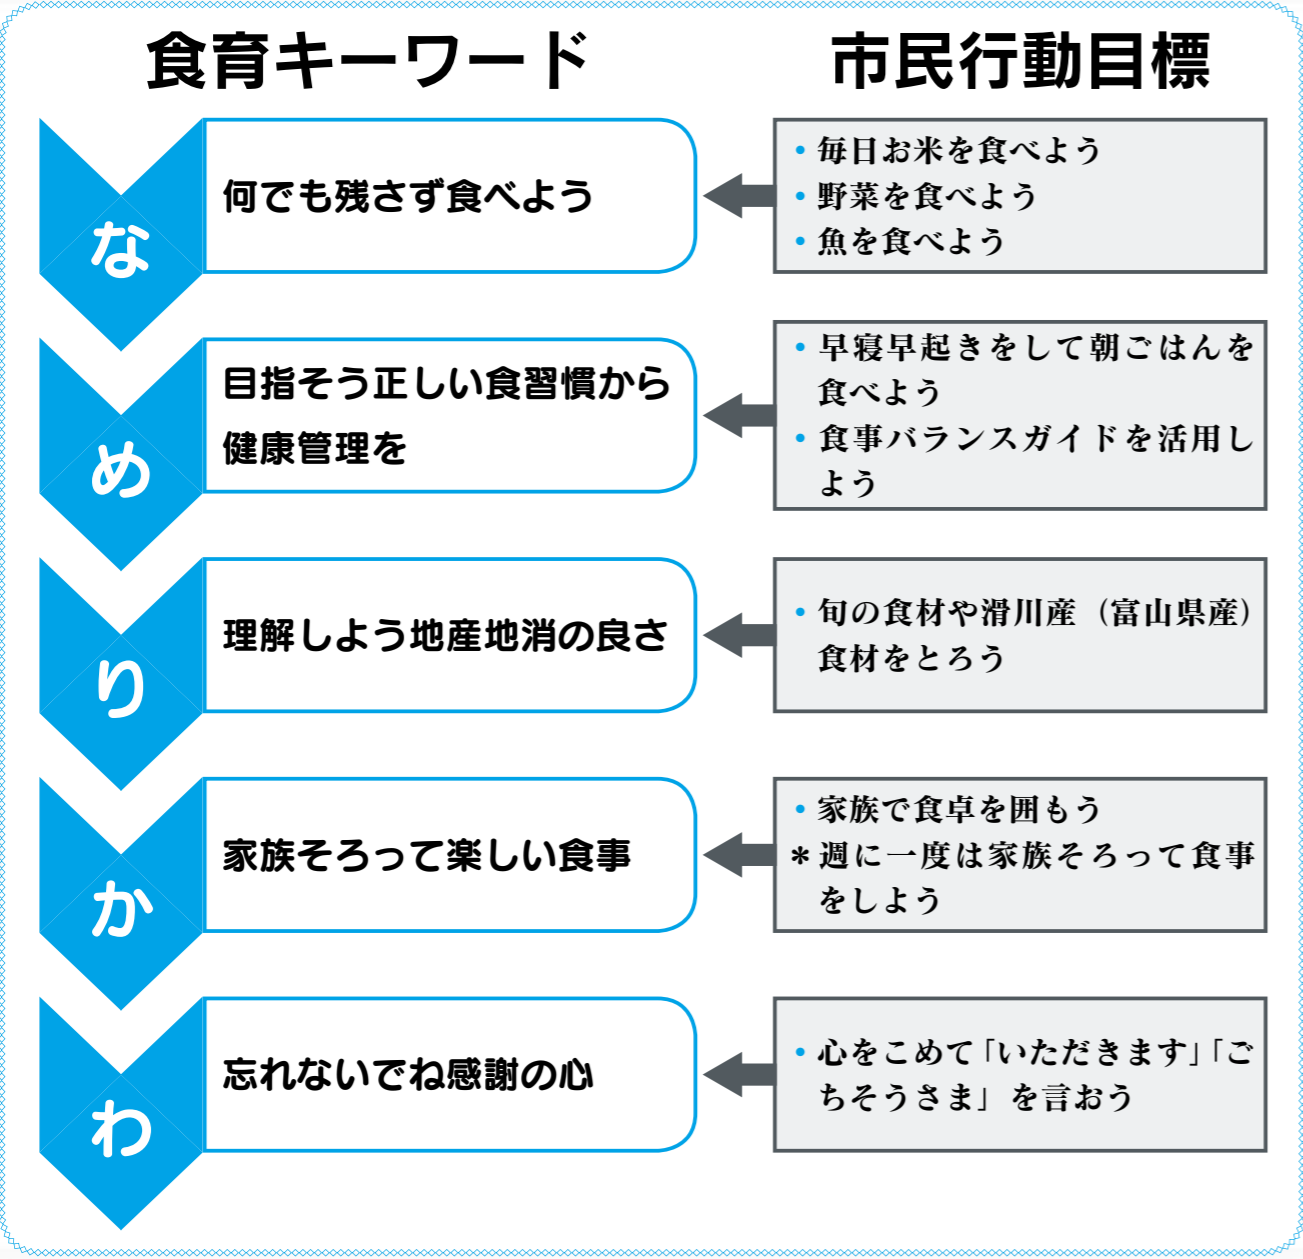 食育キーワード
市民行動目標
な
何でも残さず食べよう
・毎日お米を食べよう
・野菜を食べよう
・魚を食べよう
め
目指そう正しい食習慣から
健康管理を
・早寝早起きをして朝ごはんを
食べよう
・食事バランスガイドを活用し
よう
り
理解しよう地産地消の良さ
・旬の食材や滑川産（富山県産）
食材をとろう
か
家族そろって楽しい食事
・家族で食卓を囲もう
＊週に一度は家族そろって食事
をしよう
わ
忘れないでね感謝の心
・心をこめて「いただきます」「ご
ちそうさま」を言おう